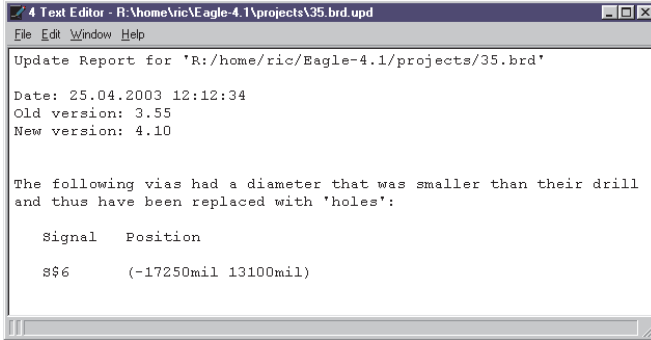 4 Text Editor - R:\home\ric\Eagle-4.1\projects\35.brd.upd
File Edit Window Help
Update Report for 'R:/home/ric/Eagle-4.1/projects/35.brd'
Date: 25.04.2003 12:12:34
Old version: 3.55
New version: 4.10
The following vias had a diameter that was smaller than their drill
and thus have been replaced with 'holes':
Signal Position
S$6 (-17250mil 13100mil)